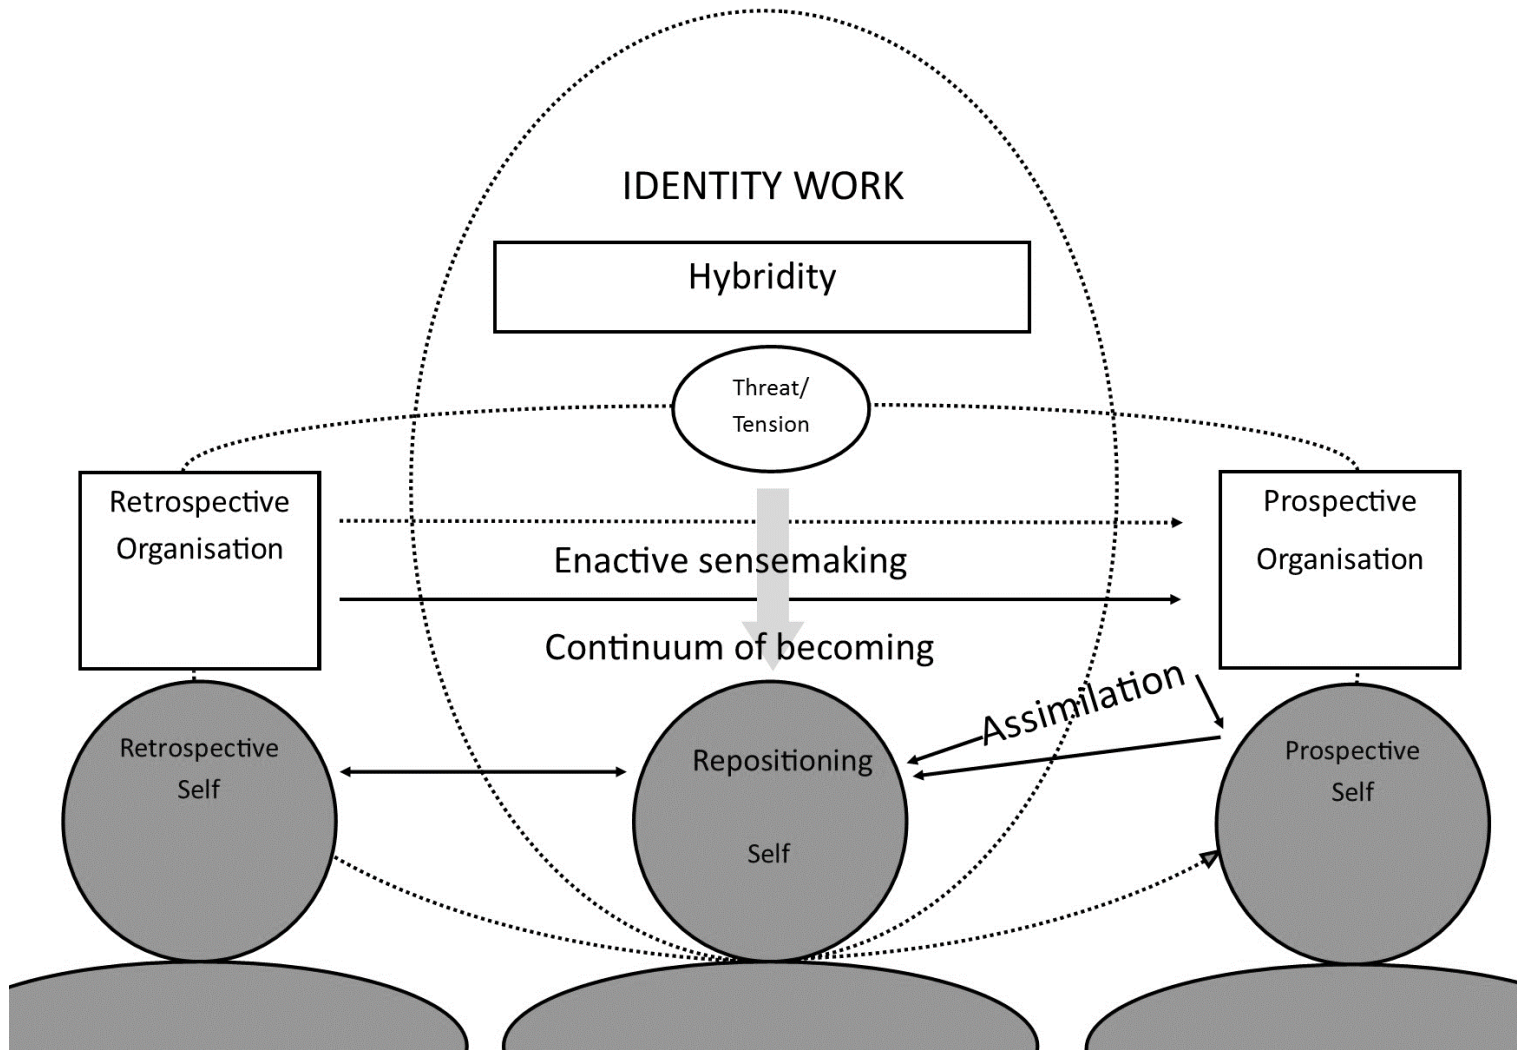 IDENTITY WORK
Hybridity
Threat/
Tension
Retrospective
Organisation
Prospective
Organisation
Enactive sensemaking
Continuum of becoming
Assimilation
Retrospective
Self
Repositioning
Self
Prospective
Self